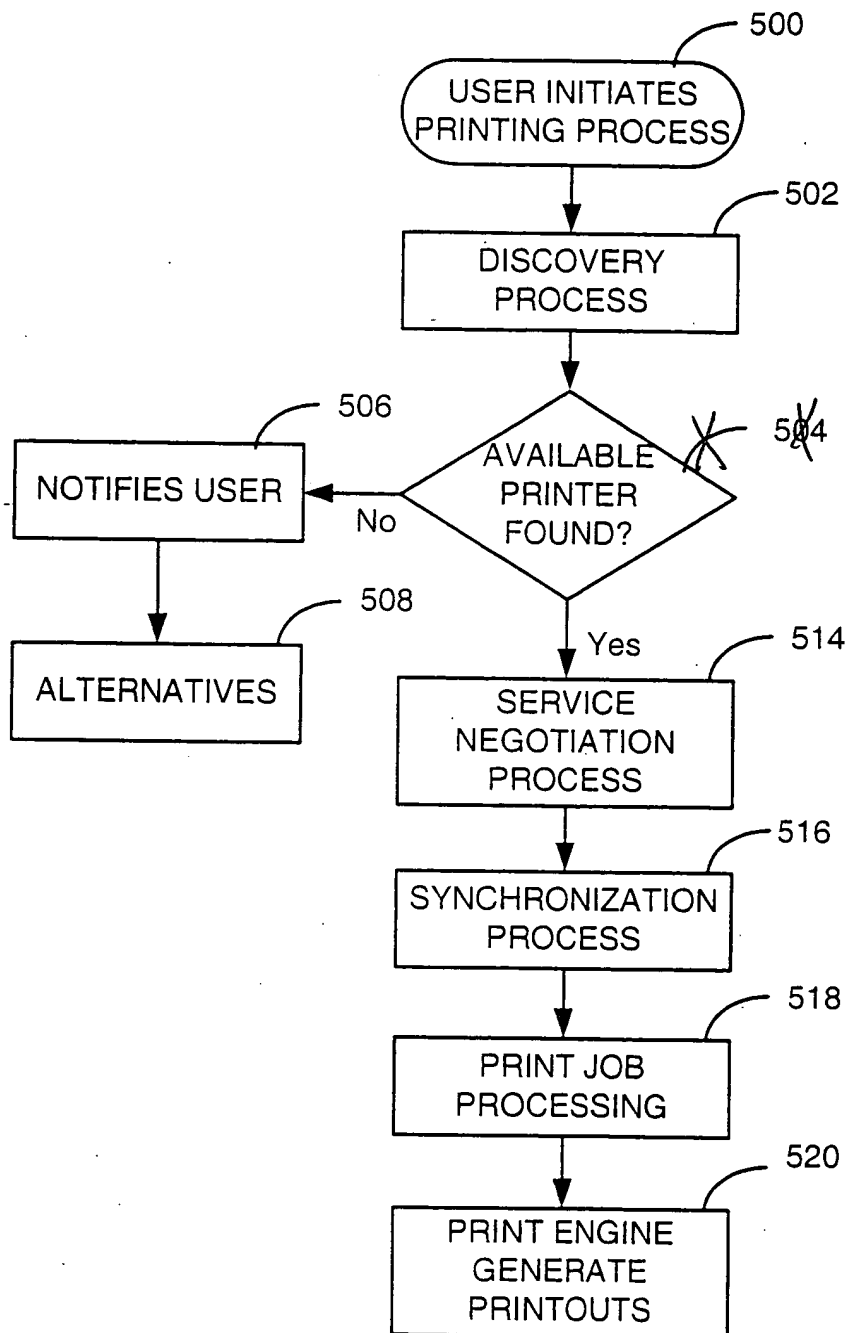 500
USER INITIATES
PRINTING PROCESS
502
DISCOVERY
PROCESS
506
504
NOTIFIES USER
No
AVAILABLE
PRINTER
FOUND?
508
Yes
514
ALTERNATIVES
SERVICE
NEGOTIATION
PROCESS
516
SYNCHRONIZATION
PROCESS
518
PRINT JOB
PROCESSING
520
PRINT ENGINE
GENERATE
PRINTOUTS